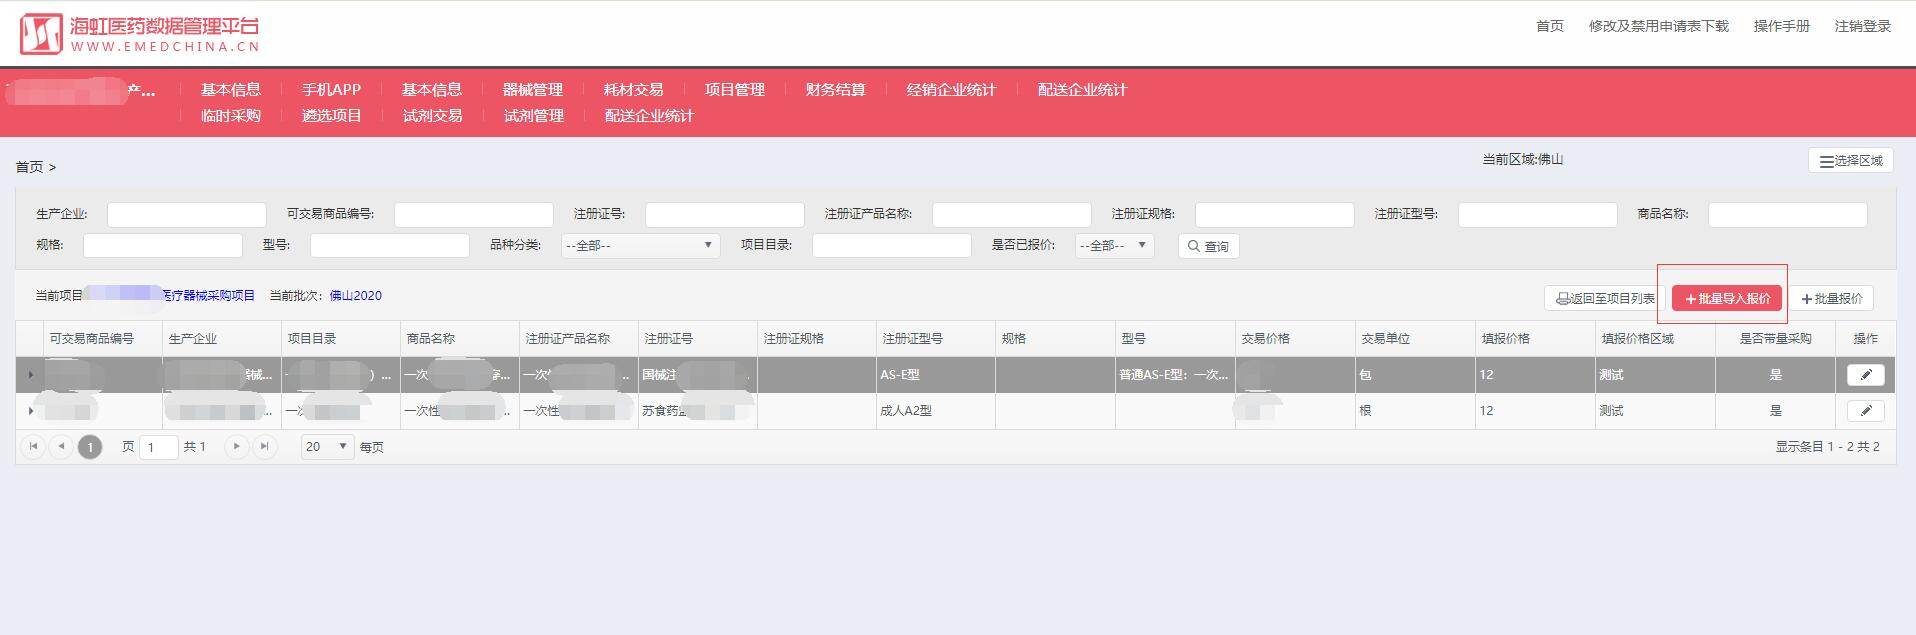 海虹医药数据管理平台
WWW.EMEDCHINA.CN
首页 修改及禁用申请表下载 操作手册 注销登录
产... 基本信息 手机APP 基本信息 器械管理 耗材交易 项目管理 财务结算 经销企业统计 配送企业统计
临时采购 遴选项目 试剂交易 试剂管理 配送企业统计
首页 >
当前区域:佛山
选择区域
生产企业: 可交易商品编号: 注册证号: 注册证产品名称: 注册证规格: 注册证型号: 商品名称:
规格: 型号: 品种分类: --全部-- 项目目录: 是否已报价: --全部-- 查询
当前项目 医疗器械采购项目 当前批次: 佛山2020
返回至项目列表 批量导入报价 批量报价
可交易商品编号 生产企业 项目目录 商品名称 注册证产品名称 注册证号 注册证规格 注册证型号 规格 型号 交易价格 交易单位 填报价格 填报价格区域 是否带量采购 操作
械... ) ... 一次 ... 一次 .. 国械注 AS-E型 普通AS-E型：一次... 包 12 测试 是
.. 一次 一次性 .. 一次性 苏食药监 成人A2型 根 12 测试 是
1 页 1 共 1 20 每页
显示条目 1 - 2 共 2